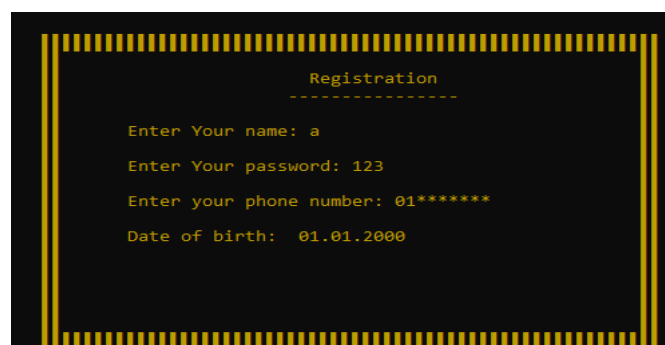 Registration
----------------
Enter Your name: a
Enter Your password: 123
Enter your phone number: 01*******
Date of birth:  01.01.2000